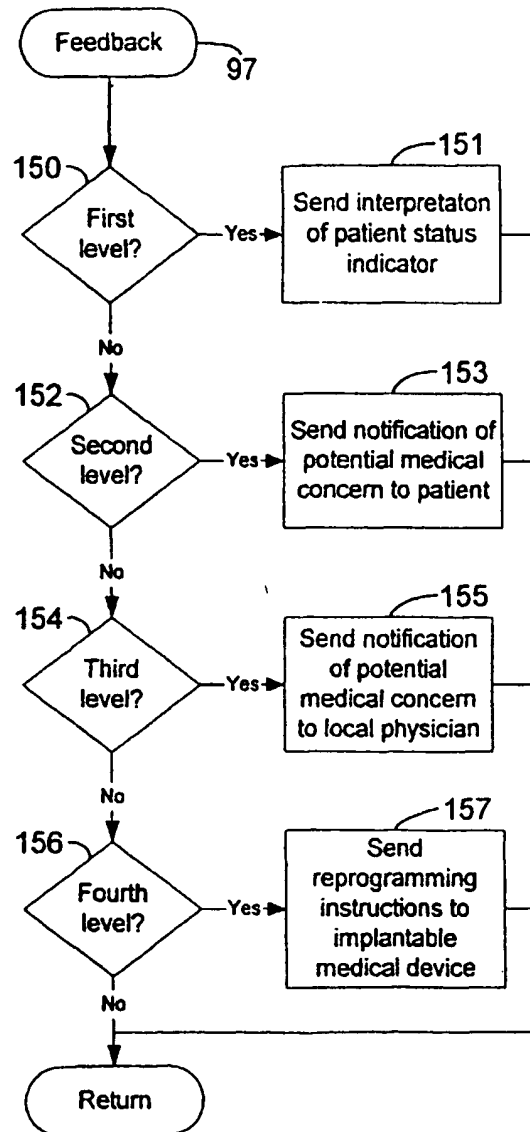 Feedback
97
150
151
First
level?
Yes
Send interpretaton
of patient status
indicator
No
152
153
Second
level?
Yes
Send notification of
potential medical
concern to patient
No
154
155
Third
level?
Yes
Send notification
of potential
medical concern
to local physician
No
156
157
Fourth
level?
Yes
Send
reprogramming
instructions to
implantable
medical device
No
Return